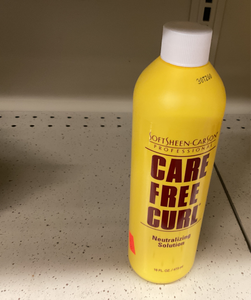 SOFTSHEEN-CARSON
PROFESSIONAL
CARE
FREE
CURL
Neutralizing
Solution